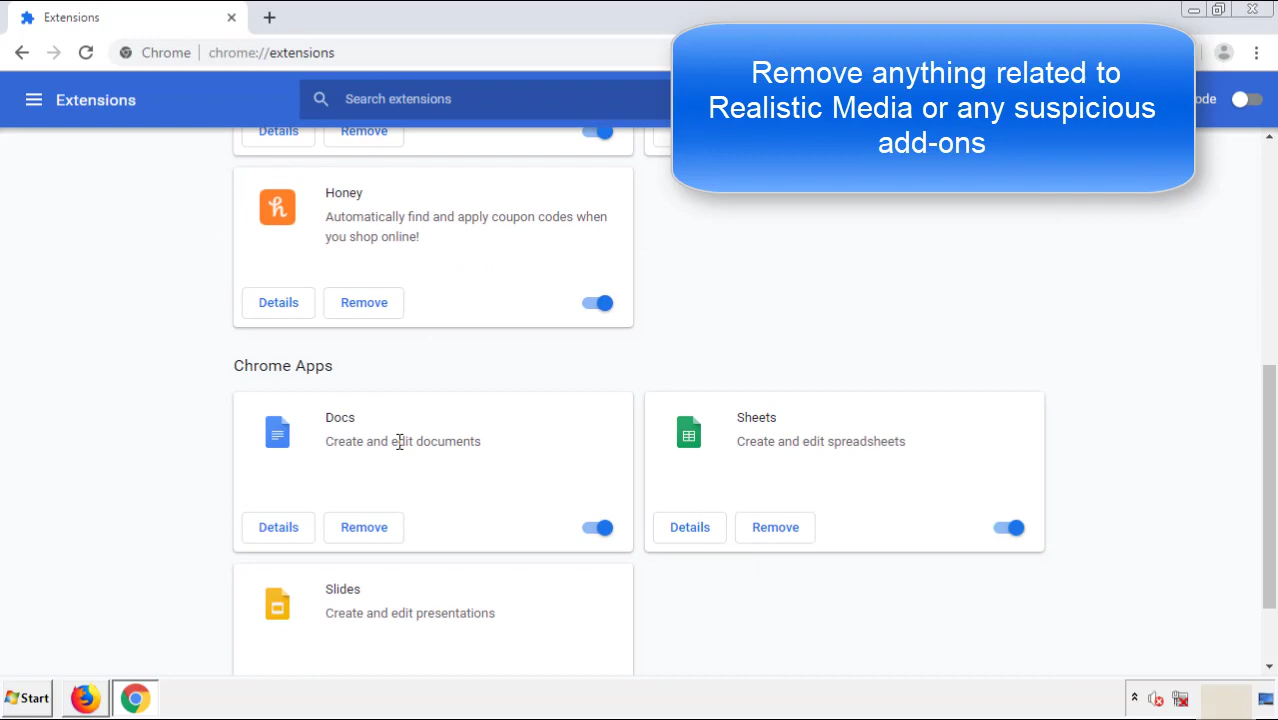 Extensions
Chrome
chrome://extensions
Extensions
Search extensions
ode
Remove anything related to
Realistic Media or any suspicious
add-ons
Details
Remove
h
Honey
Automatically find and apply coupon codes when
you shop online!
Details
Remove
Chrome Apps
Docs
Create and edit documents
Details
Remove
Sheets
Create and edit spreadsheets
Details
Remove
Slides
Create and edit presentations
Start